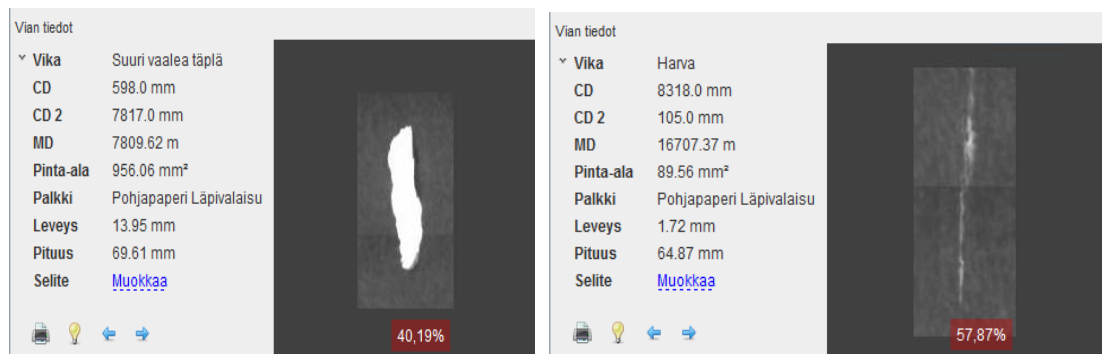 Vian tiedot
Vika Suuri vaalea täplä
CD 598.0 mm
CD 2 7817.0 mm
MD 7809.62 m
Pinta-ala 956.06 mm²
Palkki Pohjapaperi Läpivalaisu
Leveys 13.95 mm
Pituus 69.61 mm
Selite Muokkaa
40,19%
Vian tiedot
Vika Harva
CD 8318.0 mm
CD 2 105.0 mm
MD 16707.37 m
Pinta-ala 89.56 mm²
Palkki Pohjapaperi Läpivalaisu
Leveys 1.72 mm
Pituus 64.87 mm
Selite Muokkaa
57,87%